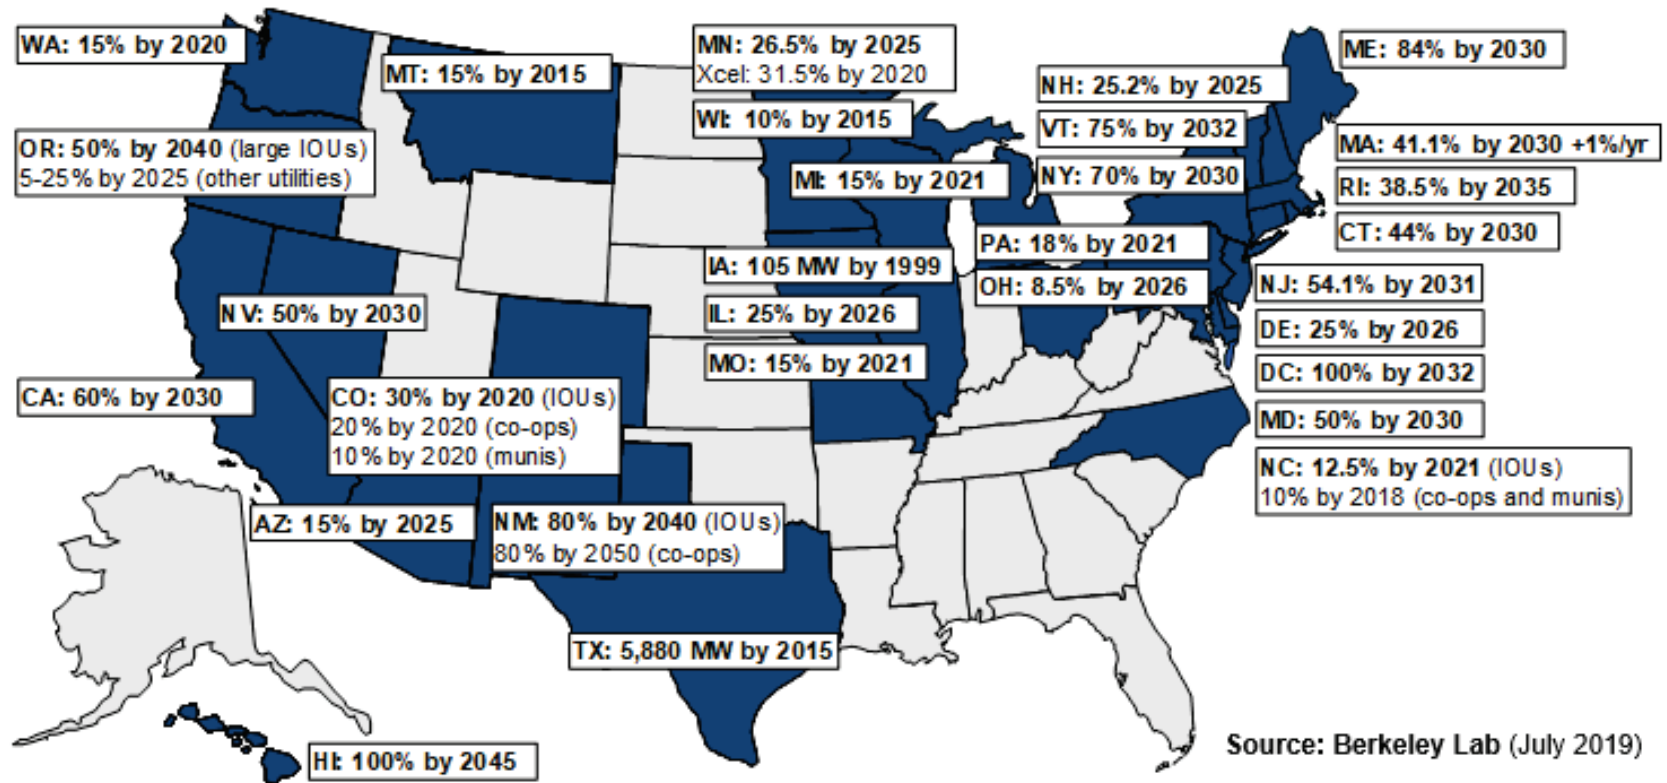 WA: 15% by 2020
MT: 15% by 2015
MN: 26.5% by 2025
Xcel: 31.5% by 2020
WI: 10% by 2015
MI: 15% by 2021
ME: 84% by 2030
NH: 25.2% by 2025
VT: 75% by 2032
NY: 70% by 2030
MA: 41.1% by 2030 +1%/yr
RI: 38.5% by 2035
CT: 44% by 2030
OR: 50% by 2040 (large IOUs)
5-25% by 2025 (other utilities)
PA: 18% by 2021
OH: 8.5% by 2026
IA: 105 MW by 1999
IL: 25% by 2026
MO: 15% by 2021
NJ: 54.1% by 2031
DE: 25% by 2026
DC: 100% by 2032
MD: 50% by 2030
NC: 12.5% by 2021 (IOUs)
10% by 2018 (co-ops and munis)
NV: 50% by 2030
CA: 60% by 2030
CO: 30% by 2020 (IOUs)
20% by 2020 (co-ops)
10% by 2020 (munis)
AZ: 15% by 2025
NM: 80% by 2040 (IOUs)
80% by 2050 (co-ops)
TX: 5,880 MW by 2015
HI: 100% by 2045
Source: Berkeley Lab (July 2019)